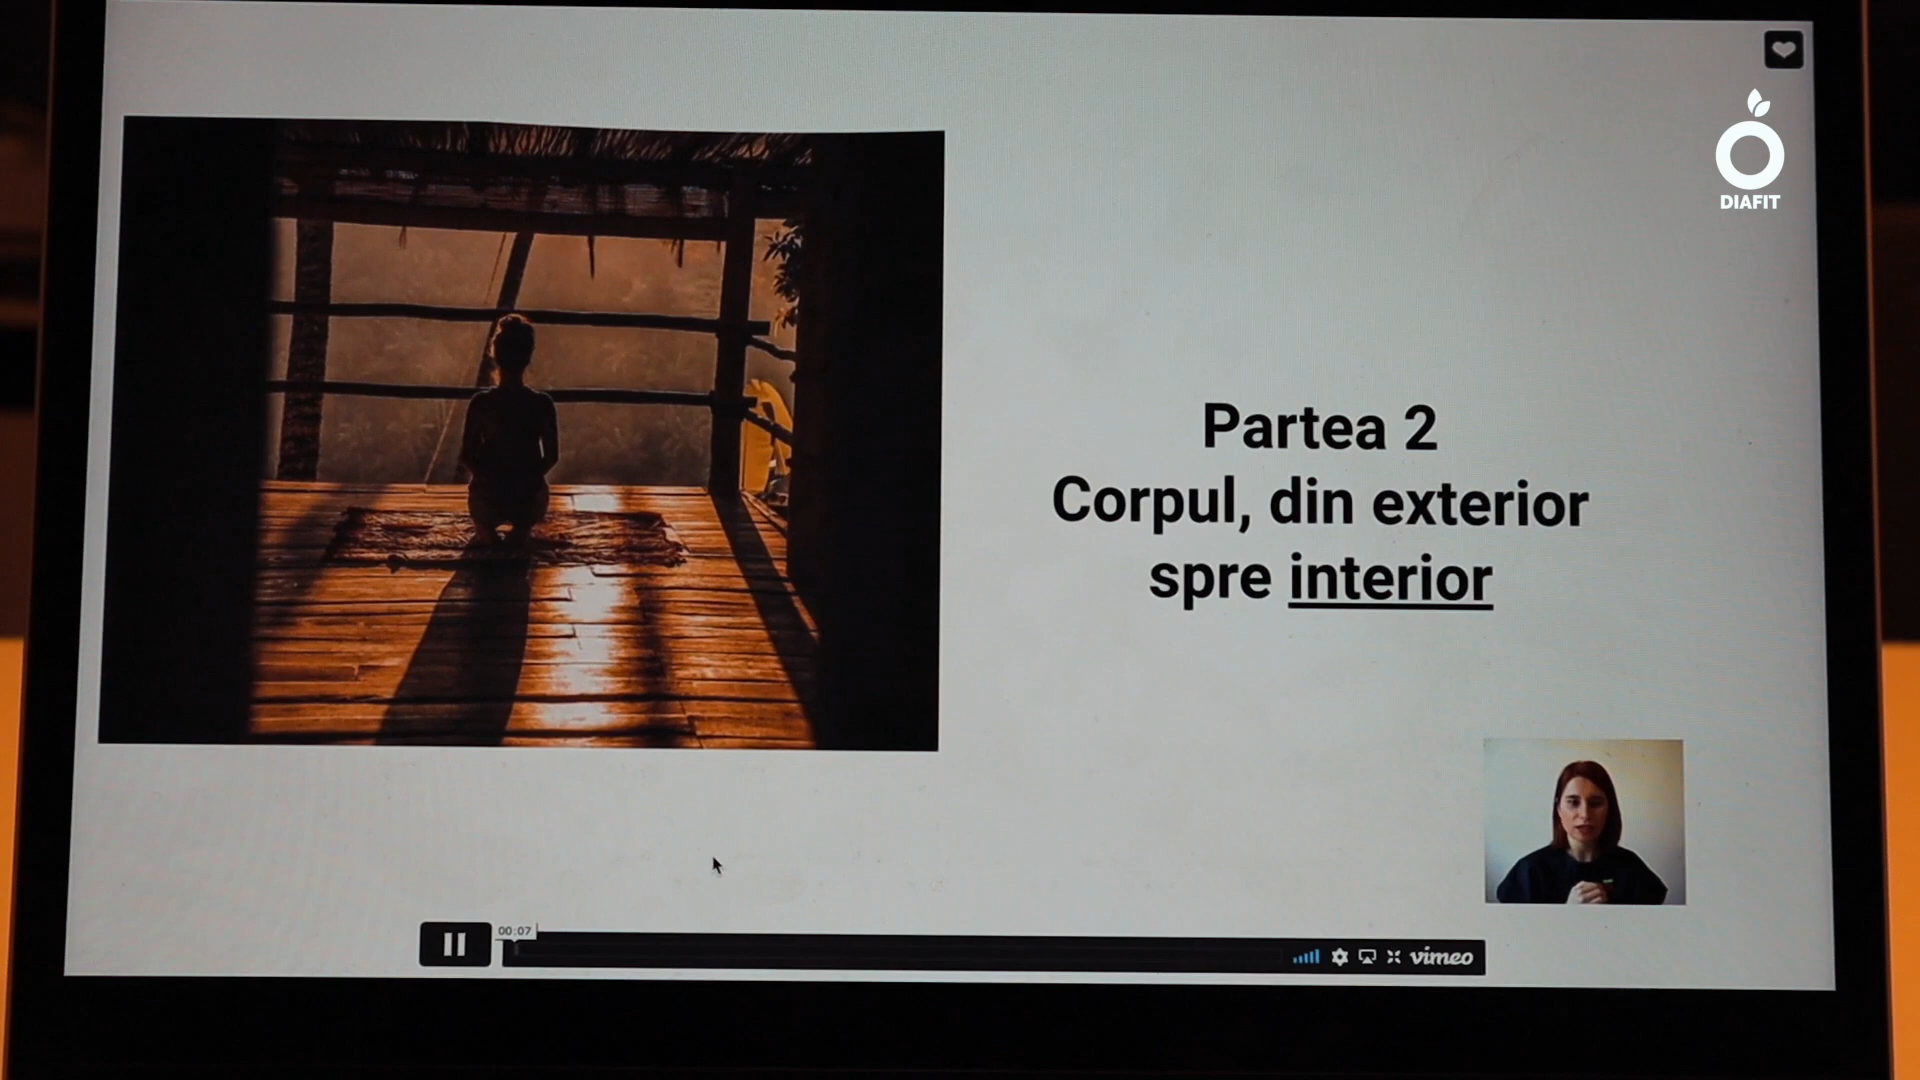 DIAFIT
Partea 2
Corpul, din exterior
spre interior
00:07
vimeo